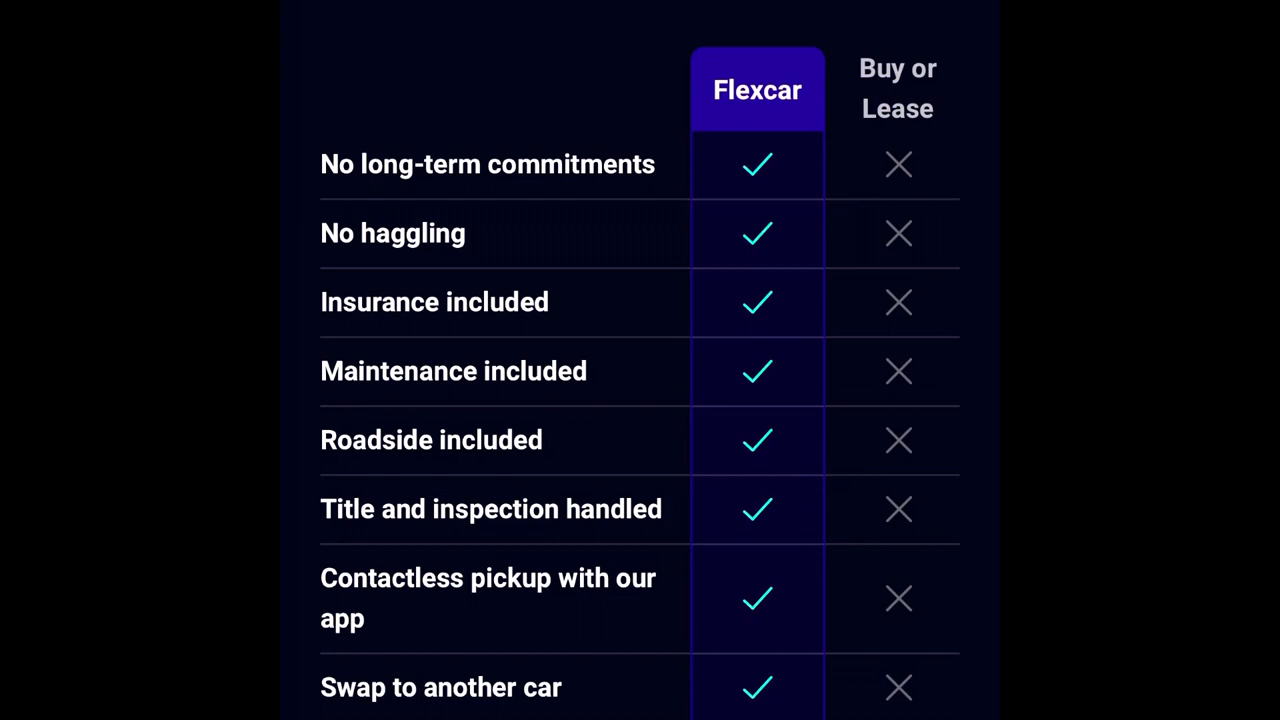 Flexcar
Buy or
Lease
No long-term commitments
No haggling
Insurance included
Maintenance included
Roadside included
Title and inspection handled
Contactless pickup with our
app
Swap to another car